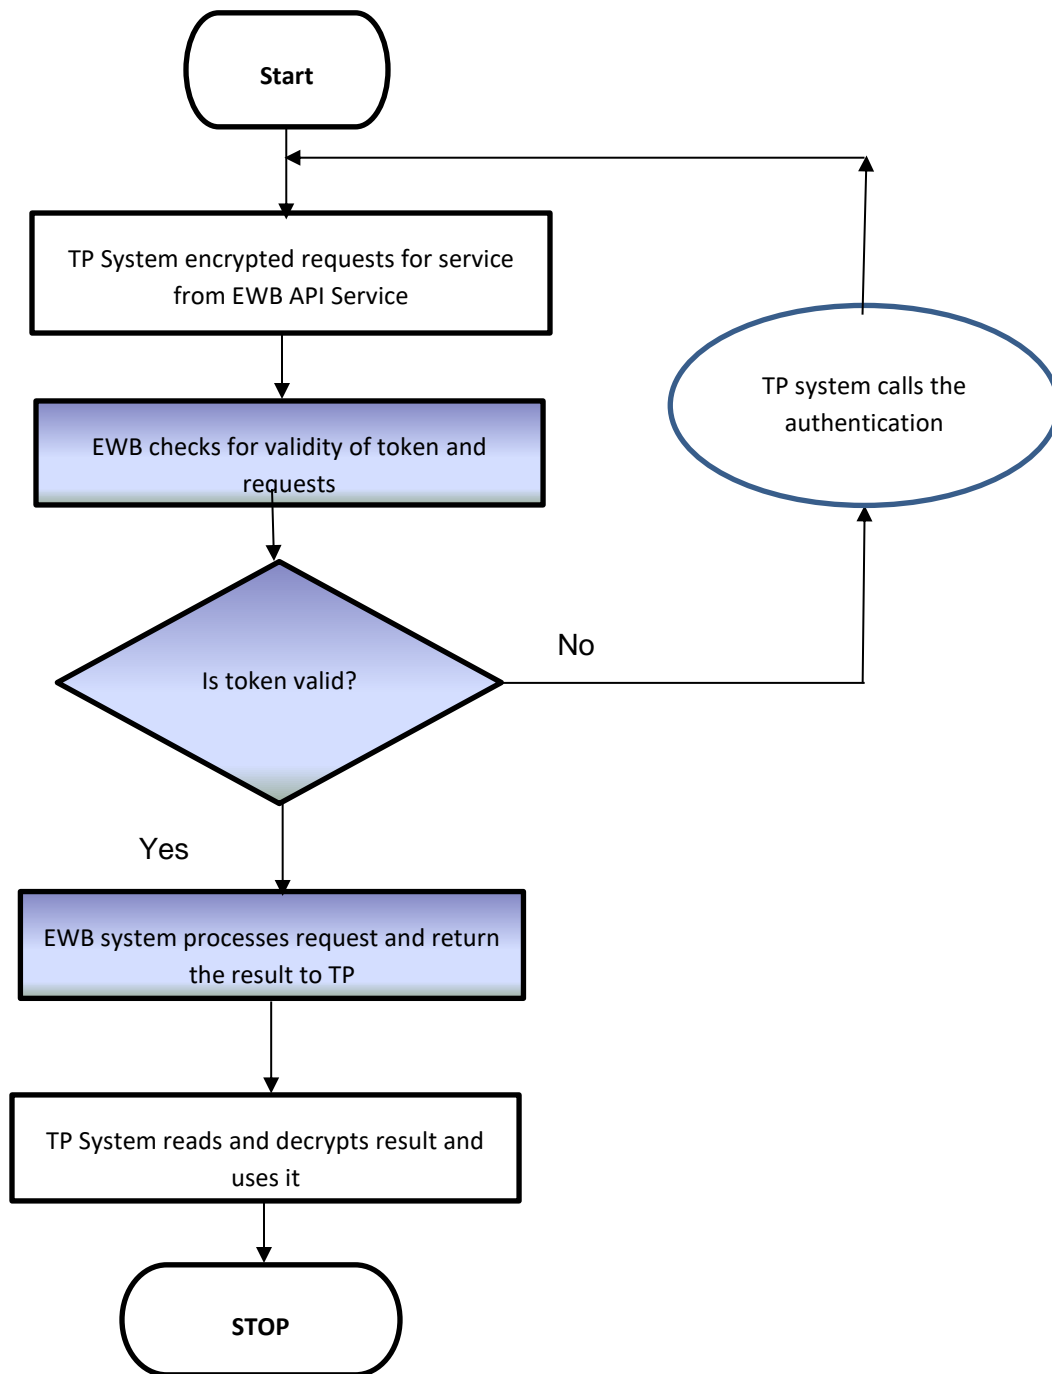 Start
TP System encrypted requests for service
from EWB API Service
TP system calls the
authentication
EWB checks for validity of token and
requests
Is token valid?
No
Yes
EWB system processes request and return
the result to TP
TP System reads and decrypts result and
uses it
STOP